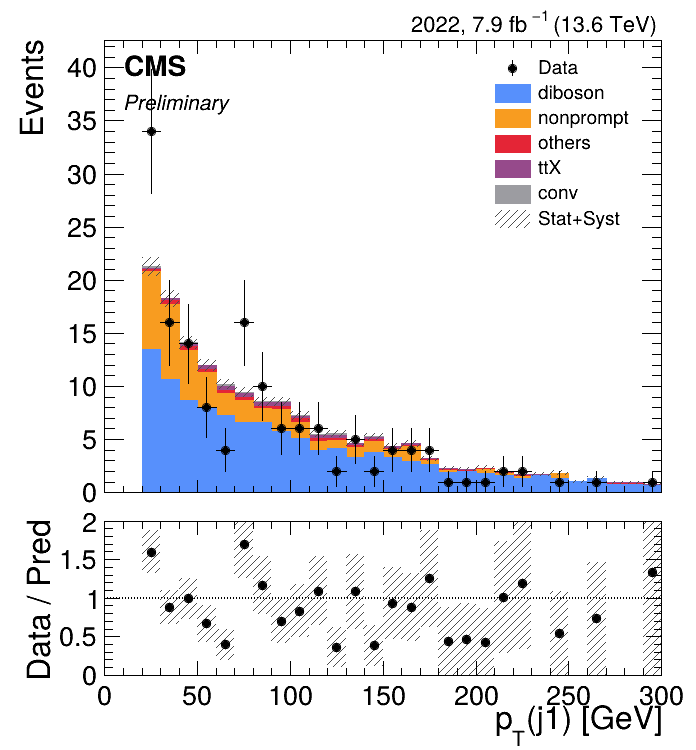 2022, 7.9 fb⁻¹ (13.6 TeV)
CMS
Preliminary
Events
40
35
30
25
20
15
10
5
0
Data
diboson
nonprompt
others
ttX
conv
Stat+Syst
Data / Pred
2
1.5
1
0.5
0
0 50 100 150 200 250 300
p_T(j1) [GeV]